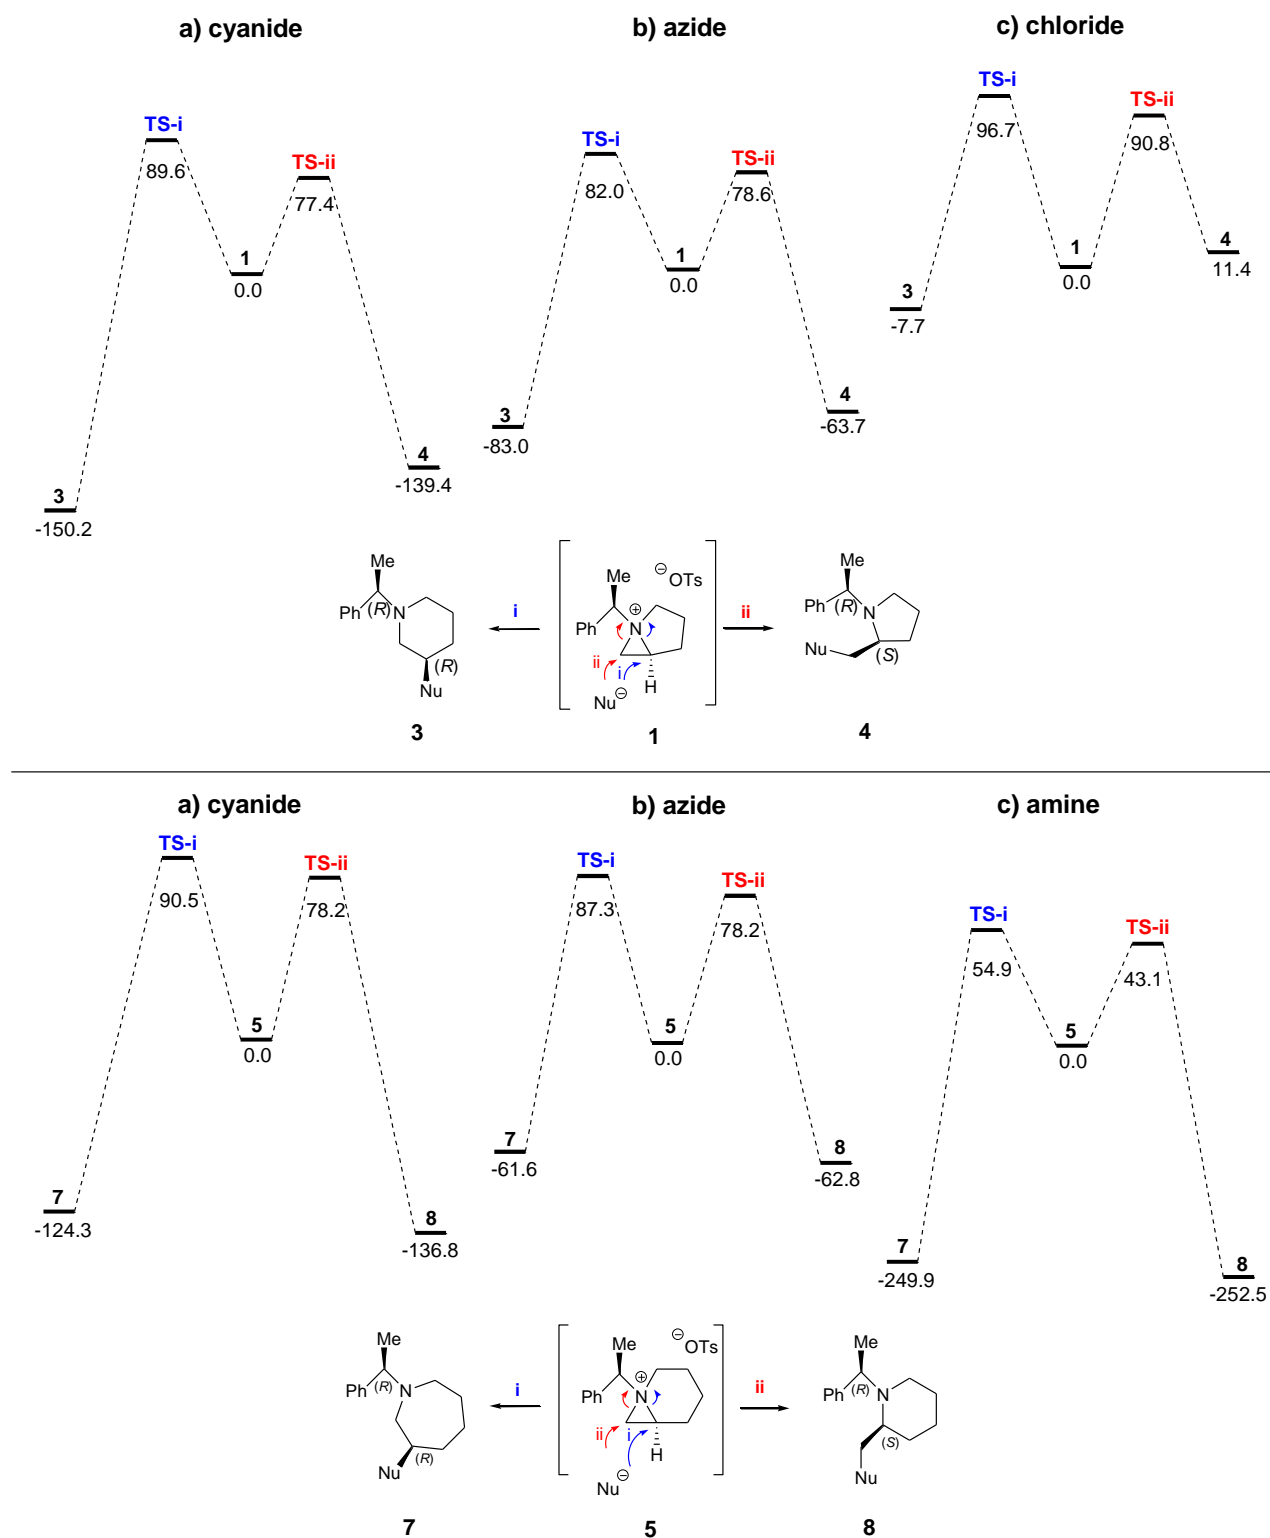 a) cyanide
b) azide
c) chloride
TS-i
89.6
TS-ii
77.4
1
0.0
3
-150.2
4
-139.4
TS-i
82.0
TS-ii
78.6
1
0.0
3
-83.0
4
-63.7
TS-i
96.7
TS-ii
90.8
1
0.0
3
-7.7
4
11.4
Me
Ph
(R)
N
(R)
Nu
3
i
Me
⊖OTs
Ph
N
⊕
ii
i
H
Nu⊖
1
ii
Me
Ph
(R)
N
Nu
(S)
4
a) cyanide
b) azide
c) amine
TS-i
90.5
TS-ii
78.2
5
0.0
7
-124.3
8
-136.8
TS-i
87.3
TS-ii
78.2
5
0.0
7
-61.6
8
-62.8
TS-i
54.9
TS-ii
43.1
5
0.0
7
-249.9
8
-252.5
Me
Ph
(R)
N
(R)
Nu
7
i
Me
⊖OTs
Ph
N
⊕
ii
i
H
Nu⊖
5
ii
Me
Ph
(R)
N
(S)
Nu
8